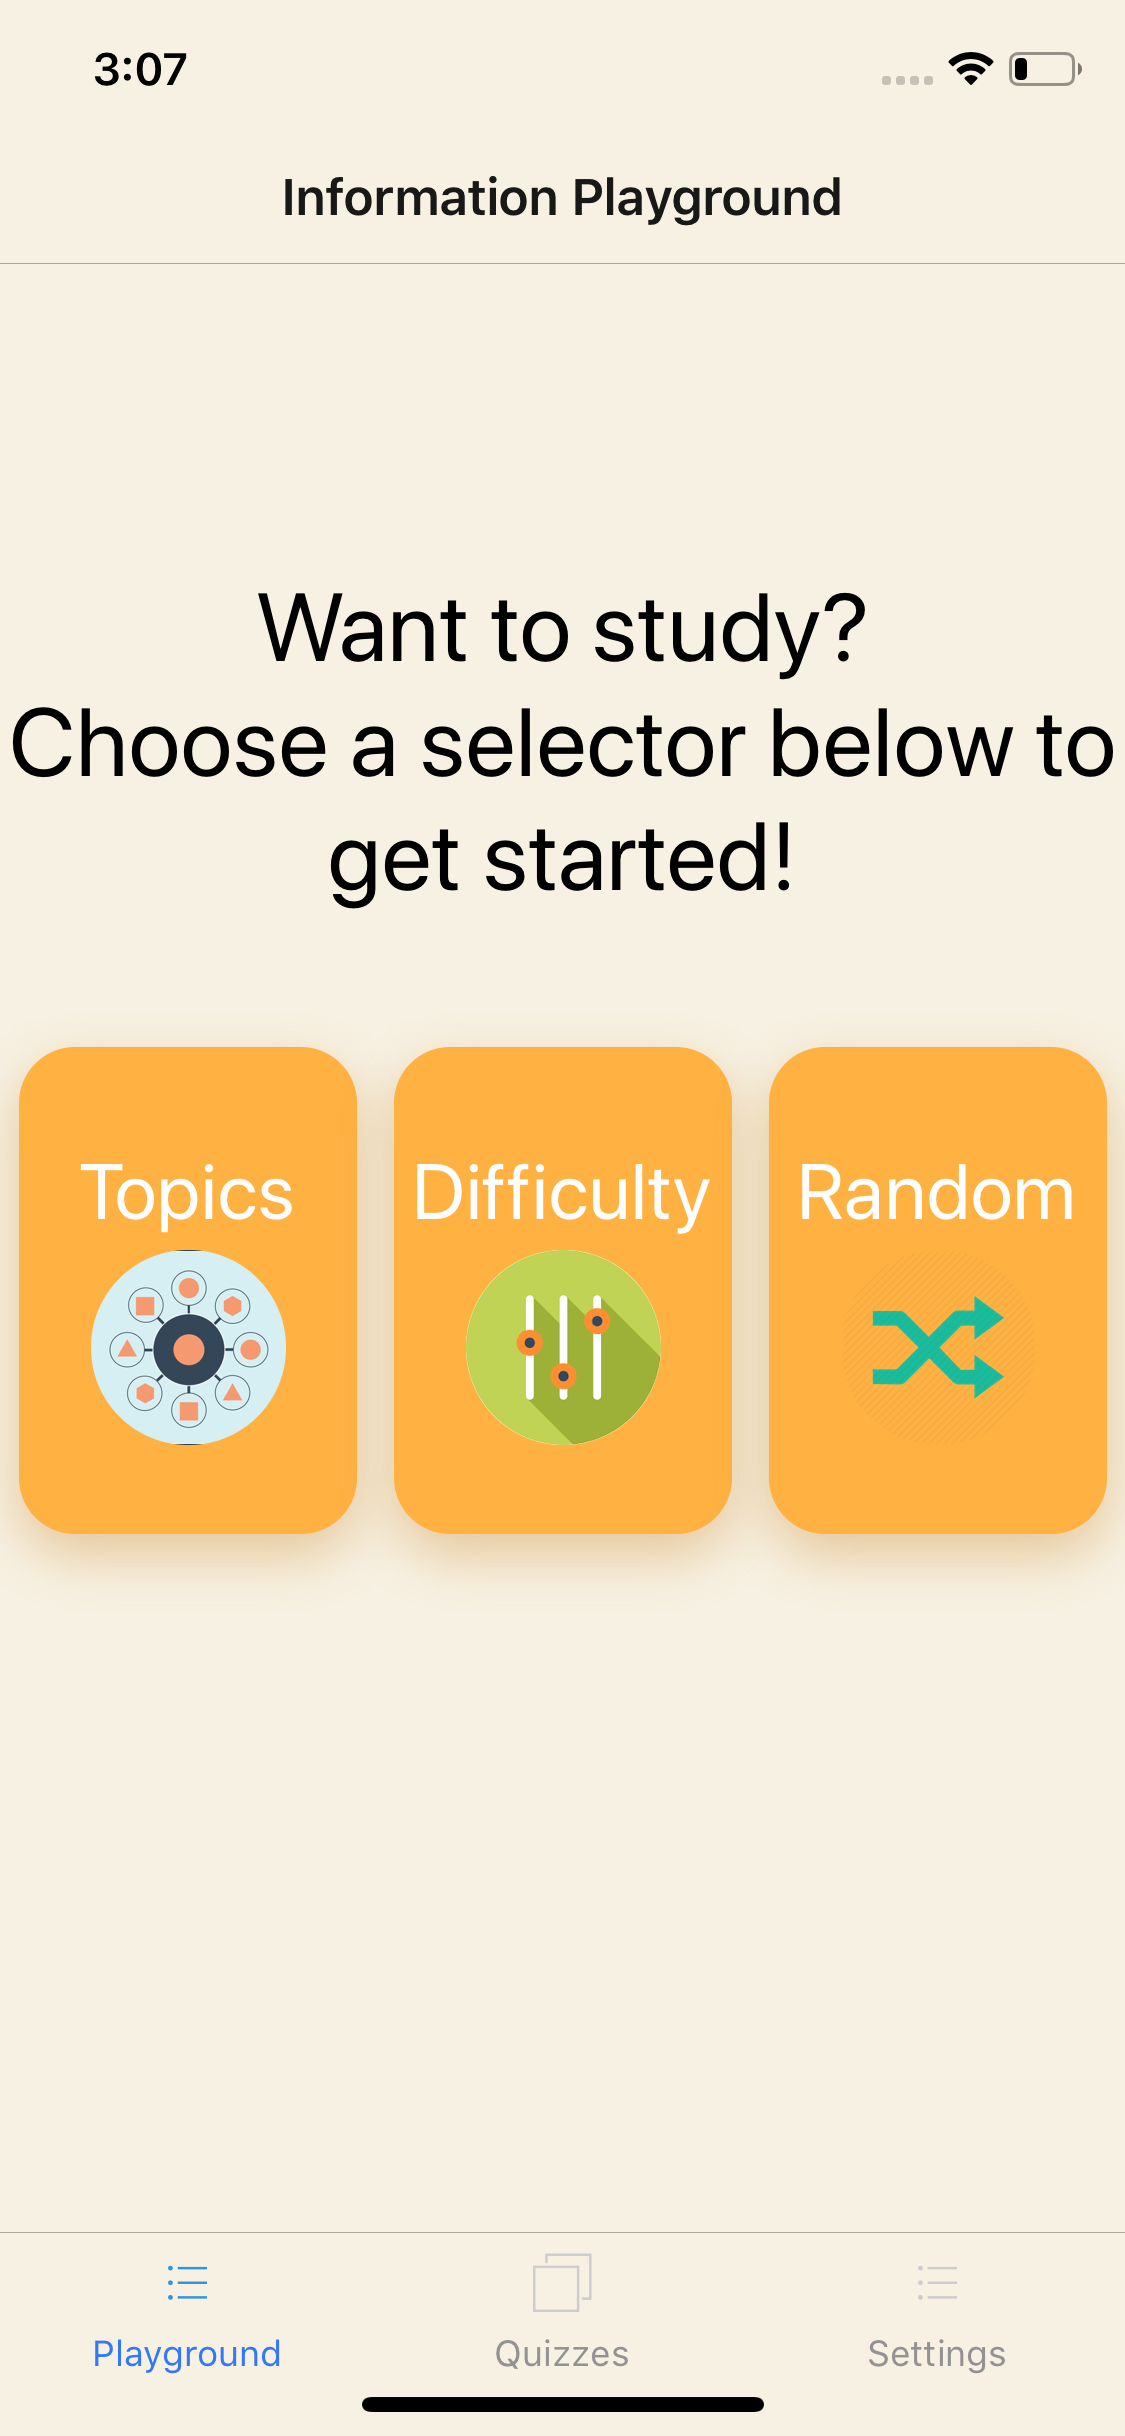 3:07
Information Playground
Want to study?
Choose a selector below to
get started!
Topics
Difficulty
Random
Playground
Quizzes
Settings